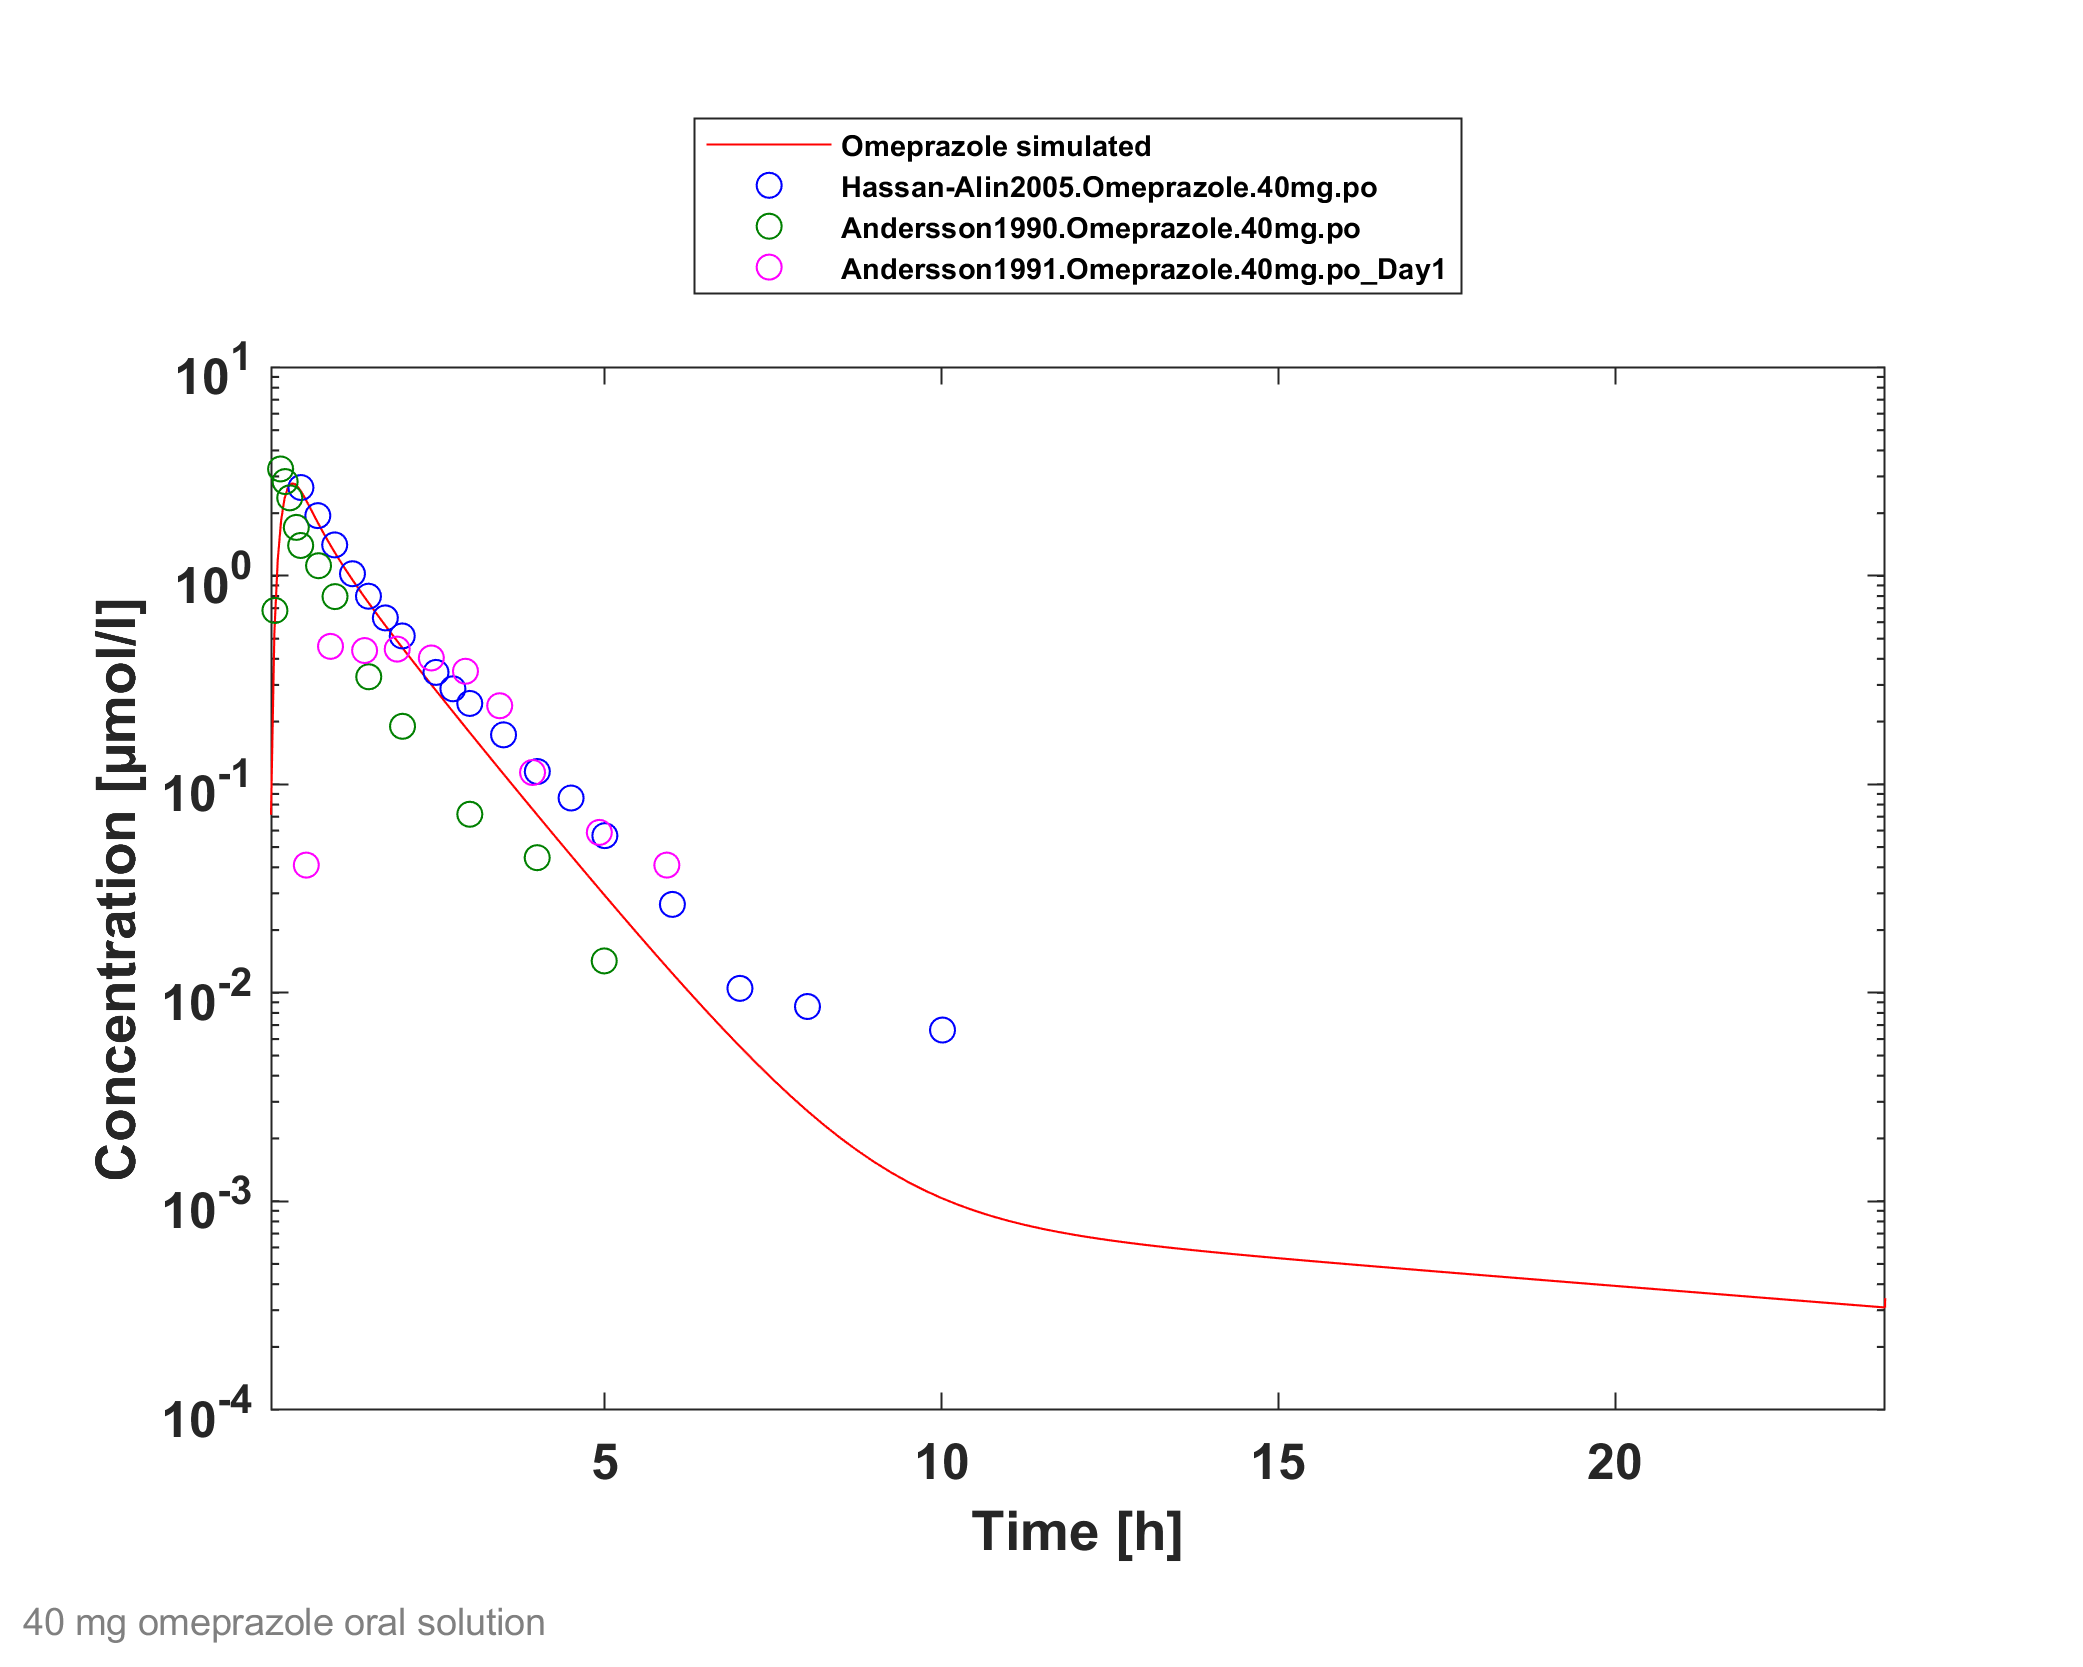 Omeprazole simulated
Hassan-Alin2005.Omeprazole.40mg.po
Andersson1990.Omeprazole.40mg.po
Andersson1991.Omeprazole.40mg.po_Day1
10^1
10^0
10^-1
10^-2
10^-3
10^-4
Concentration [µmol/l]
5 10 15 20
Time [h]
40 mg omeprazole oral solution